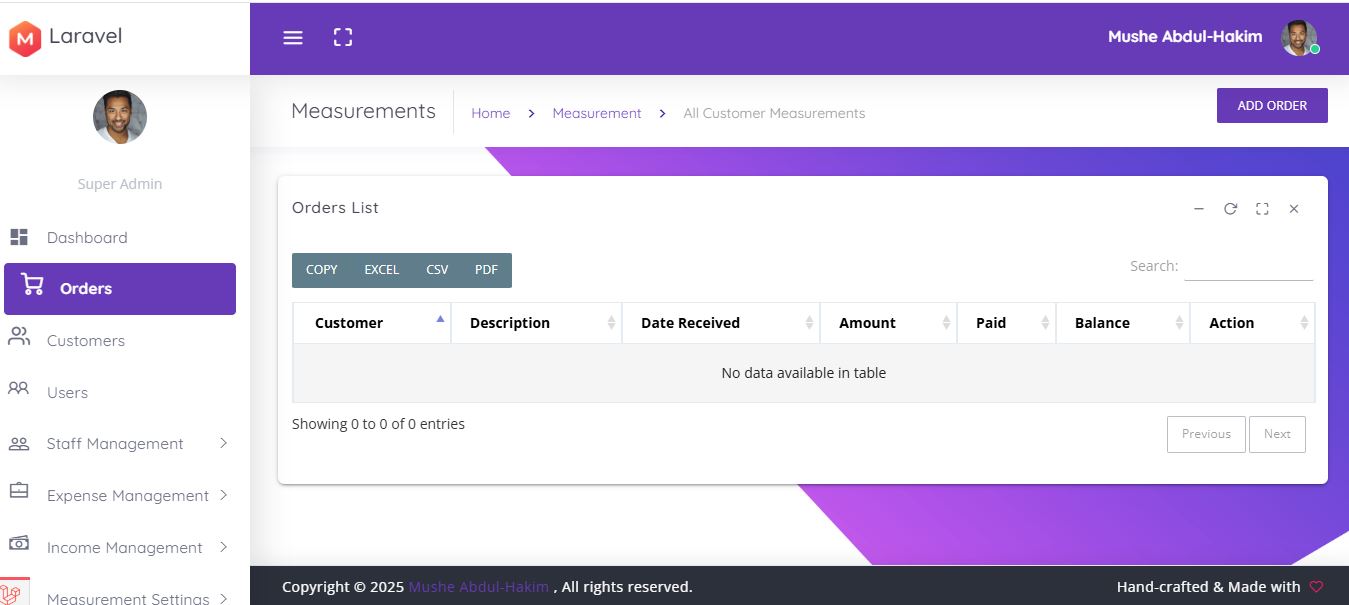 M Laravel
Mushe Abdul-Hakim
Measurements
Home > Measurement > All Customer Measurements
ADD ORDER
Super Admin
Dashboard
Orders
Customers
Users
Staff Management
Expense Management
Income Management
Measurement Settings
Orders List
COPY EXCEL CSV PDF
Search:
Customer Description Date Received Amount Paid Balance Action
No data available in table
Showing 0 to 0 of 0 entries
Previous Next
Copyright © 2025 Mushe Abdul-Hakim , All rights reserved.
Hand-crafted & Made with